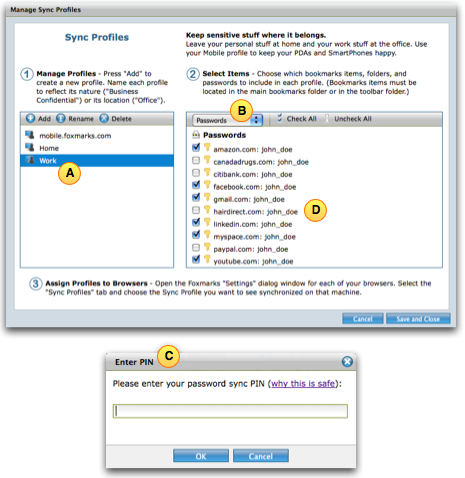 Manage Sync Profiles
Sync Profiles
Keep sensitive stuff where it belongs.
Leave your personal stuff at home and your work stuff at the office. Use
your Mobile profile to keep your PDAs and SmartPhones happy.
1 Manage Profiles - Press "Add" to
create a new profile. Name each profile
to reflect its nature ("Business
Confidential") or its location ("Office").
2 Select Items - Choose which bookmarks items, folders, and
passwords to include in each profile. (Bookmarks items must be
located in the main bookmarks folder or in the toolbar folder.)
B
Add Rename Delete
Passwords Check All Uncheck All
mobile.foxmarks.com
Home
Work
A
Passwords
amazon.com: john_doe
canadadrugs.com: john_doe
citibank.com: john_doe
facebook.com: john_doe
gmail.com: john_doe
hairdirect.com: john_doe
D
linkedin.com: john_doe
myspace.com: john_doe
paypal.com: john_doe
youtube.com: john_doe
3 Assign Profiles to Browsers - Open the Foxmarks "Settings" dialog window for each of your browsers. Select the
"Sync Profiles" tab and choose the Sync Profile you want to see synchronized on that machine.
Cancel Save and Close
Enter PIN C
Please enter your password sync PIN (why this is safe):
OK Cancel